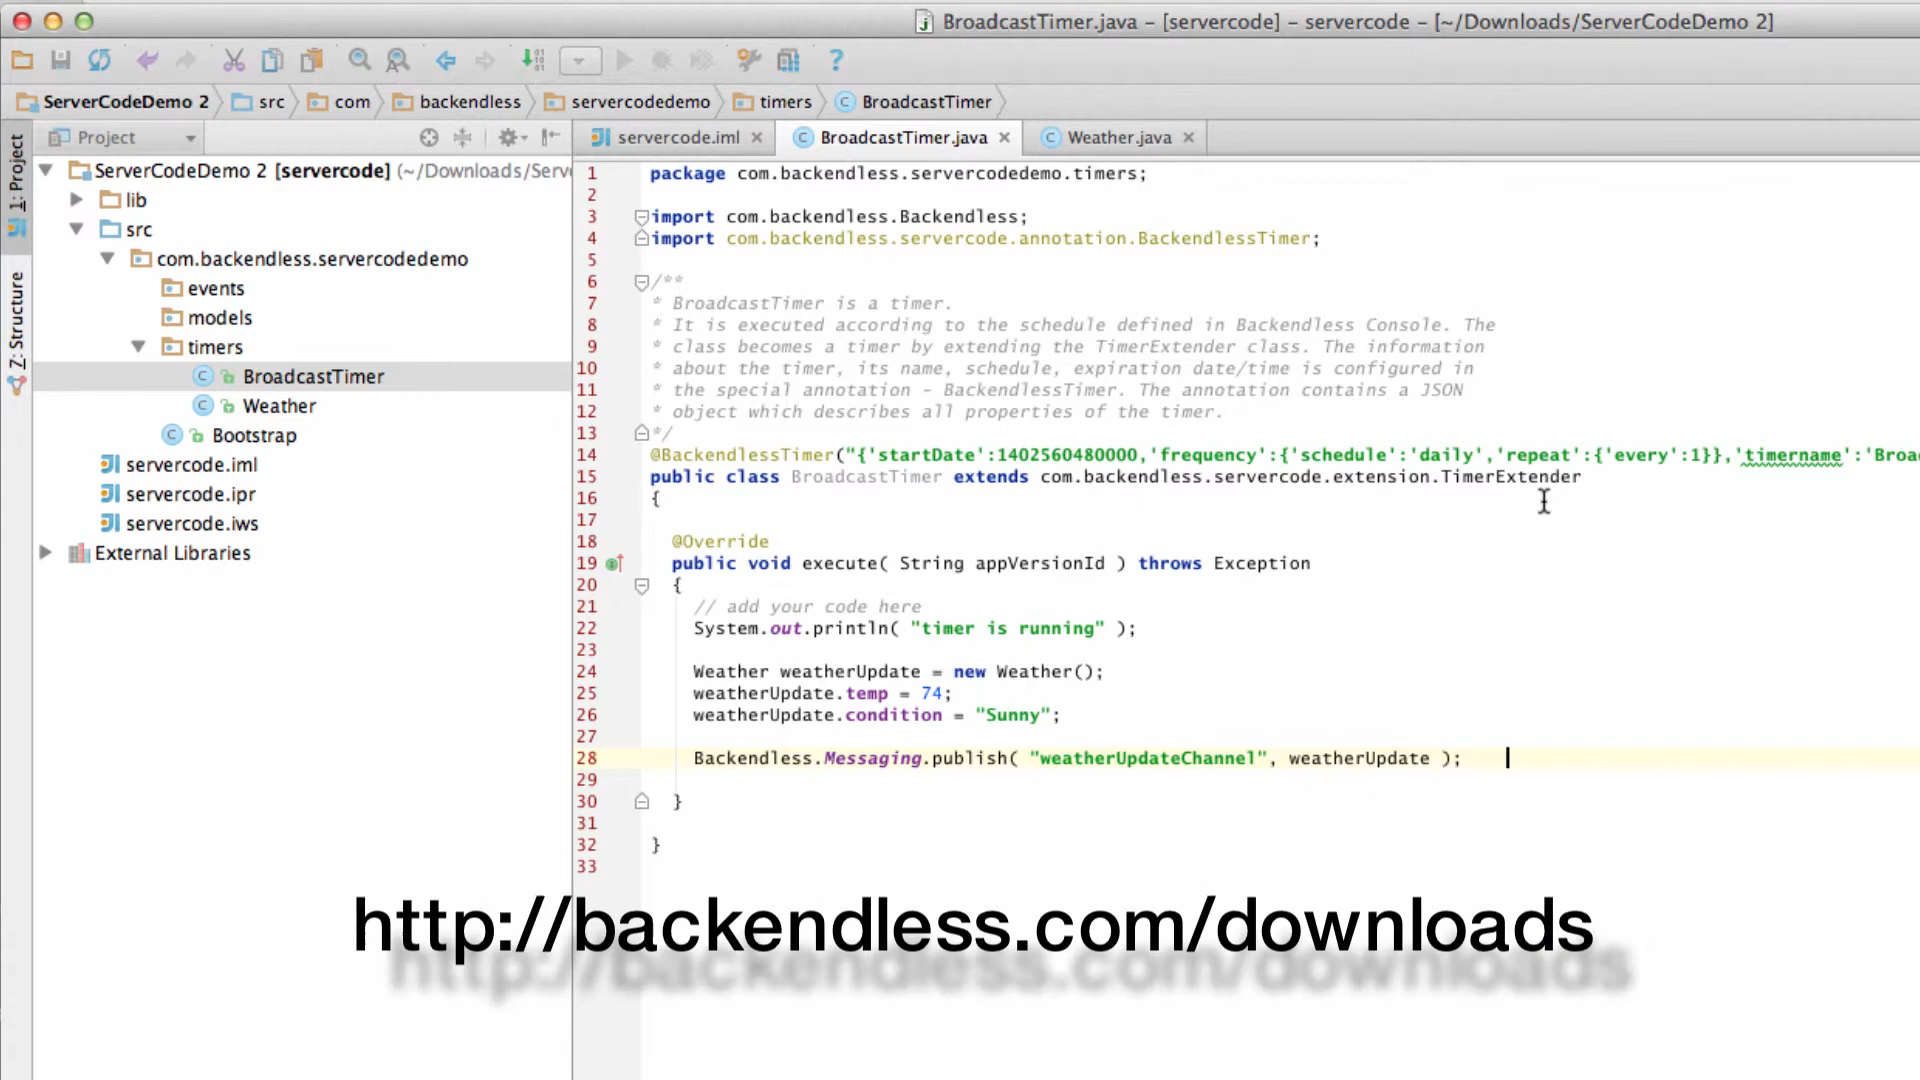 BroadcastTimer.java – [servercode] – servercode – [~/Downloads/ServerCodeDemo 2]
ServerCodeDemo 2 src com backendless servercodedemo timers BroadcastTimer
Project
servercode.iml BroadcastTimer.java Weather.java
1: Project
Z: Structure
ServerCodeDemo 2 [servercode] (~/Downloads/Serv
lib
src
com.backendless.servercodedemo
events
models
timers
BroadcastTimer
Weather
Bootstrap
servercode.iml
servercode.ipr
servercode.iws
External Libraries
1 package com.backendless.servercodedemo.timers;
2
3 import com.backendless.Backendless;
4 import com.backendless.servercode.annotation.BackendlessTimer;
5
6 /**
7 * BroadcastTimer is a timer.
8 * It is executed according to the schedule defined in Backendless Console. The
9 * class becomes a timer by extending the TimerExtender class. The information
10 * about the timer, its name, schedule, expiration date/time is configured in
11 * the special annotation - BackendlessTimer. The annotation contains a JSON
12 * object which describes all properties of the timer.
13 */
14 @BackendlessTimer("{'startDate':1402560480000,'frequency':{'schedule':'daily','repeat':{'every':1}},'timername':'Broa
15 public class BroadcastTimer extends com.backendless.servercode.extension.TimerExtender
16 {
17
18 @Override
19 public void execute( String appVersionId ) throws Exception
20 {
21 // add your code here
22 System.out.println( "timer is running" );
23
24 Weather weatherUpdate = new Weather();
25 weatherUpdate.temp = 74;
26 weatherUpdate.condition = "Sunny";
27
28 Backendless.Messaging.publish( "weatherUpdateChannel", weatherUpdate );
29
30 }
31
32 }
33
http://backendless.com/downloads